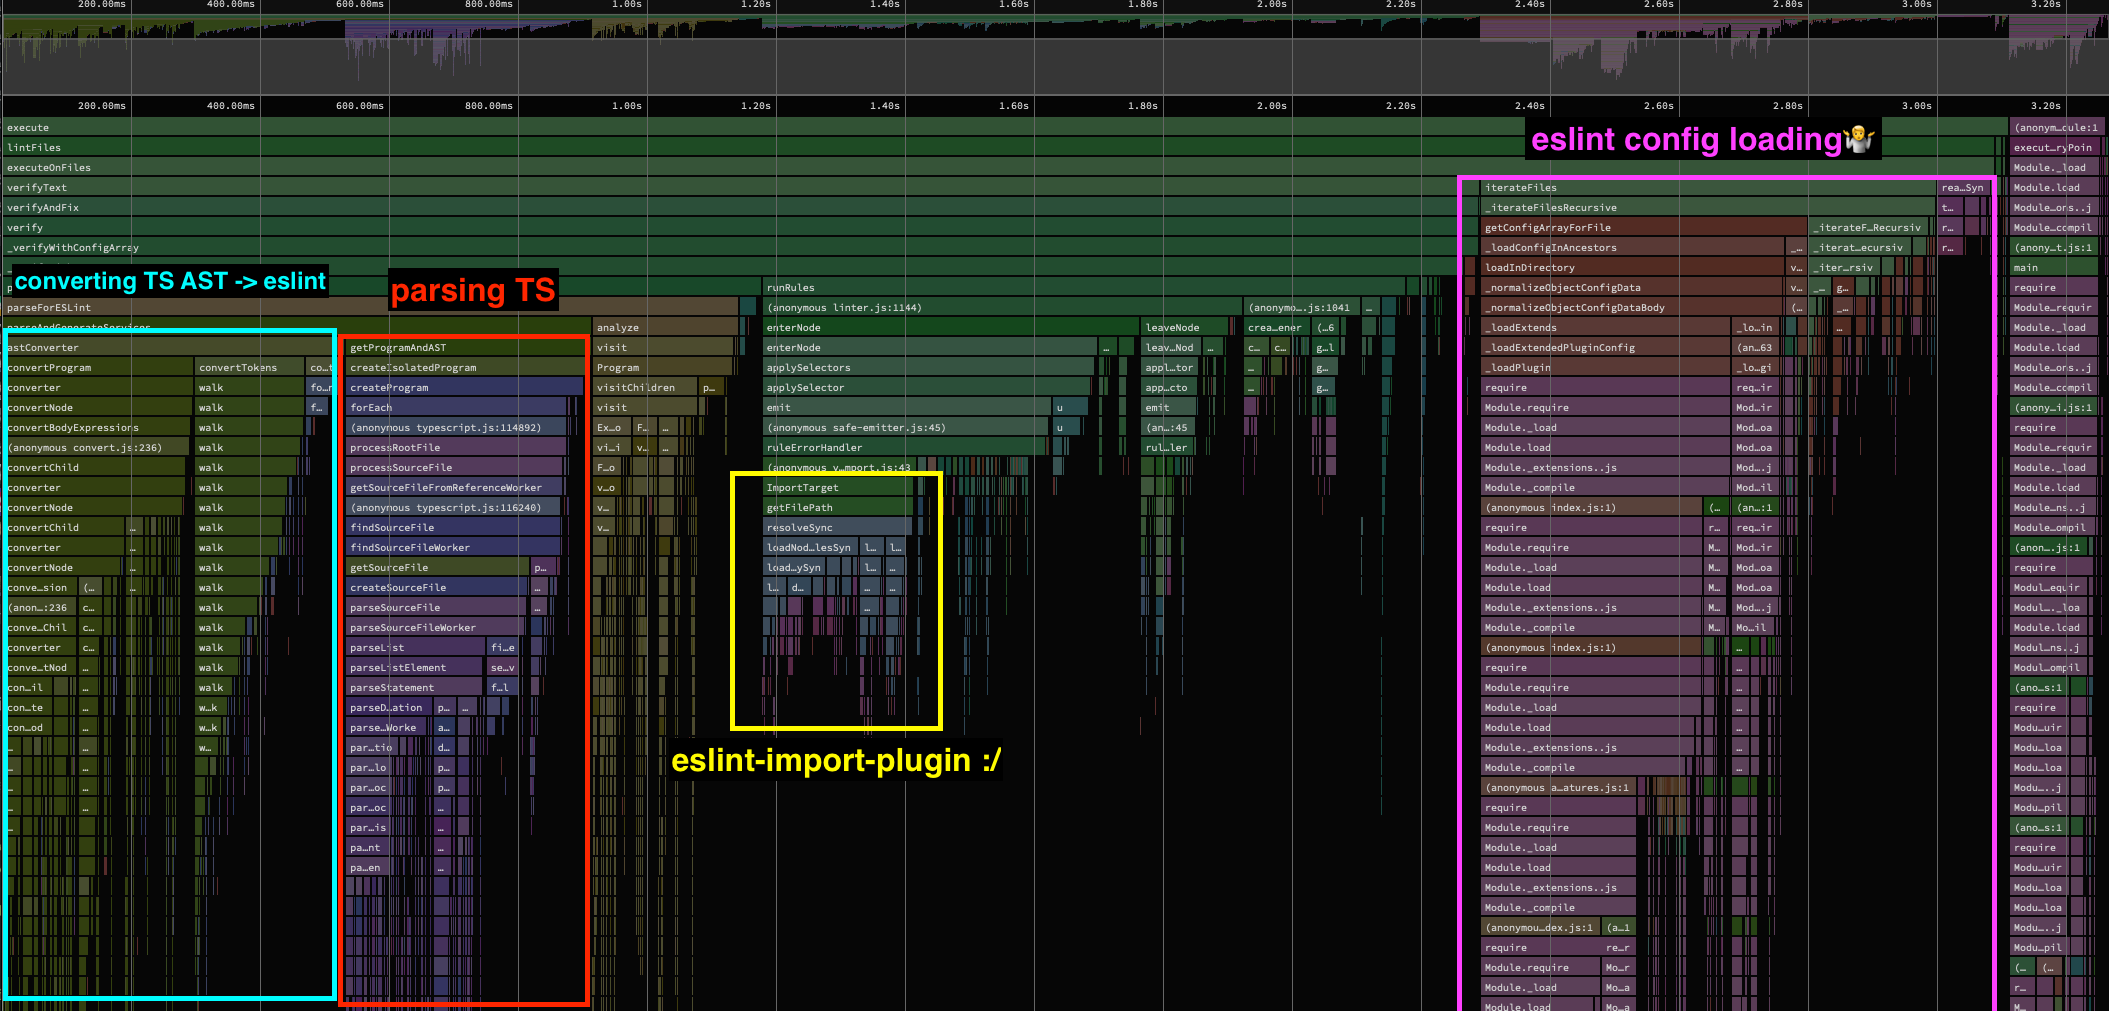 200.00ms 400.00ms 600.00ms 800.00ms 1.00s 1.20s 1.40s 1.60s 1.80s 2.00s 2.20s 2.40s 2.60s 2.80s 3.00s 3.20s
200.00ms 400.00ms 600.00ms 800.00ms 1.00s 1.20s 1.40s 1.60s 1.80s 2.00s 2.20s 2.40s 2.60s 2.80s 3.00s 3.20s
execute (anonym…dule:1
eslint config loading🤷‍♂️
lintFiles execut…ryPoin
executeOnFiles Module._load
verifyText iterateFiles rea…Syn Module.load
verifyAndFix _iterateFilesRecursive t… Module…ons..j
verify getConfigArrayForFile _iterateF…Recursiv r… Module…compil
_verifyWithConfigArray _loadConfigInAncestors _… _iterat…ecursiv r… (anony…t.js:1
loadInDirectory v… _iter…rsiv main
converting TS AST -> eslint
parsing TS
runRules _normalizeObjectConfigData v… _… g… require
parseForESLint (anonymous linter.js:1144) (anonymo….js:1041 … _normalizeObjectConfigDataBody (… _… Module.requir
parseAndGenerateServices analyze enterNode leaveNode crea…ener (…6 _loadExtends _lo…in … Module._load
astConverter getProgramAndAST visit enterNode … leav…Nod … c… c… g…l _loadExtendedPluginConfig (an…63 Module.load
convertProgram convertTokens co…t createIsolatedProgram Program applySelectors appl…tor … g… _loadPlugin _lo…gi Module…ons..j
converter walk fo…n createProgram visitChildren p… applySelector app…cto … g… require req…ir Module…compil
convertNode walk f… forEach visit emit u emit Module.require Mod…ir (anony…i.js:1
convertBodyExpressions walk (anonymous typescript.js:114892) Ex…o F… … (anonymous safe-emitter.js:45) u (an…:45 Module._load Mod…oa require
(anonymous convert.js:236) walk processRootFile vi…i v… … ruleErrorHandler rul…ler Module.load Mod…oa Module…requir
convertChild walk processSourceFile F…o (anonymous v…mport.js:43 Module._extensions..js Mod…j Module._load
converter walk getSourceFileFromReferenceWorker v…o ImportTarget Module._compile Mod…il Module.load
convertNode walk (anonymous typescript.js:116240) v… getFilePath (anonymous index.js:1) (… (an…:1 Module…ns..j
convertChild … walk findSourceFile v… resolveSync require r… req…ir Module…ompil
converter … walk findSourceFileWorker loadNod…lesSyn l… l… Module.require M… Mod…ir (anon….js:1
convertNode … walk getSourceFile p… load…ySyn l… … Module._load M… Mod…oa require
conve…sion (… … walk createSourceFile … l… d… … … Module.load M… Mod…oa Modul…equir
(anon…:236 c… walk parseSourceFile … … Module._extensions..js M… Mod…j Modul…_loa
conve…Chil c… walk parseSourceFileWorker Module._compile M… Mo…il Module.load
converter c… walk parseList fi…e (anonymous index.js:1) … Modul…ns..j
conve…tNod … walk parseListElement se…v require … Modul…ompil
con…il … walk parseStatement f…l Module.require … (ano…s:1
con…te … w…k parseD…ation p… … Module._load … require
con…od … w…k parse…Worke a… Module.load … Modu…uir
… … w… par…tio d… Module._extensions..js … Modu…loa
eslint-import-plugin :/
… … par…lo p… Module._compile … Modu…loa
… … par…oc p… (anonymous a…atures.js:1 Modu…..j
… … par…oc … require Modu…pil
… par…is … Module.require (ano…s:1
pa…nt … Module._load require
pa…en … Module.load Modu…uir
Module._extensions..js Modu…loa
Module._compile Modu…loa
(anonymou…dex.js:1 (a…1 Modu…..j
require re…r Modu…pil
Module.require Mo…r (… (…
Module._load Mo…a r…
Module.load Mo…a M…